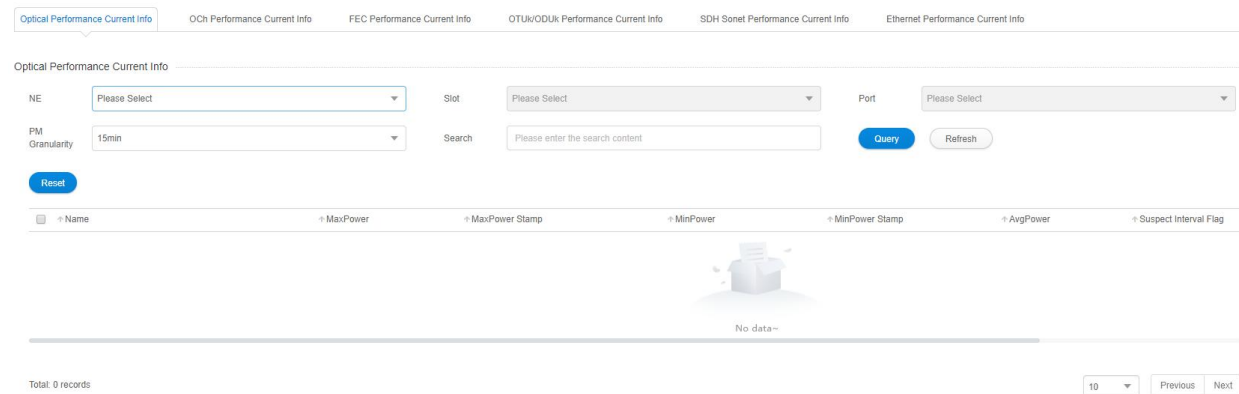 Optical Performance Current Info OCh Performance Current Info FEC Performance Current Info OTUk/ODUk Performance Current Info SDH Sonet Performance Current Info Ethernet Performance Current Info
Optical Performance Current Info
NE Please Select Slot Please Select Port Please Select
PM
Granularity 15min Search Please enter the search content Query Refresh
Reset
Name MaxPower MaxPower Stamp MinPower MinPower Stamp AvgPower Suspect Interval Flag
No data~
Total: 0 records 10 Previous Next